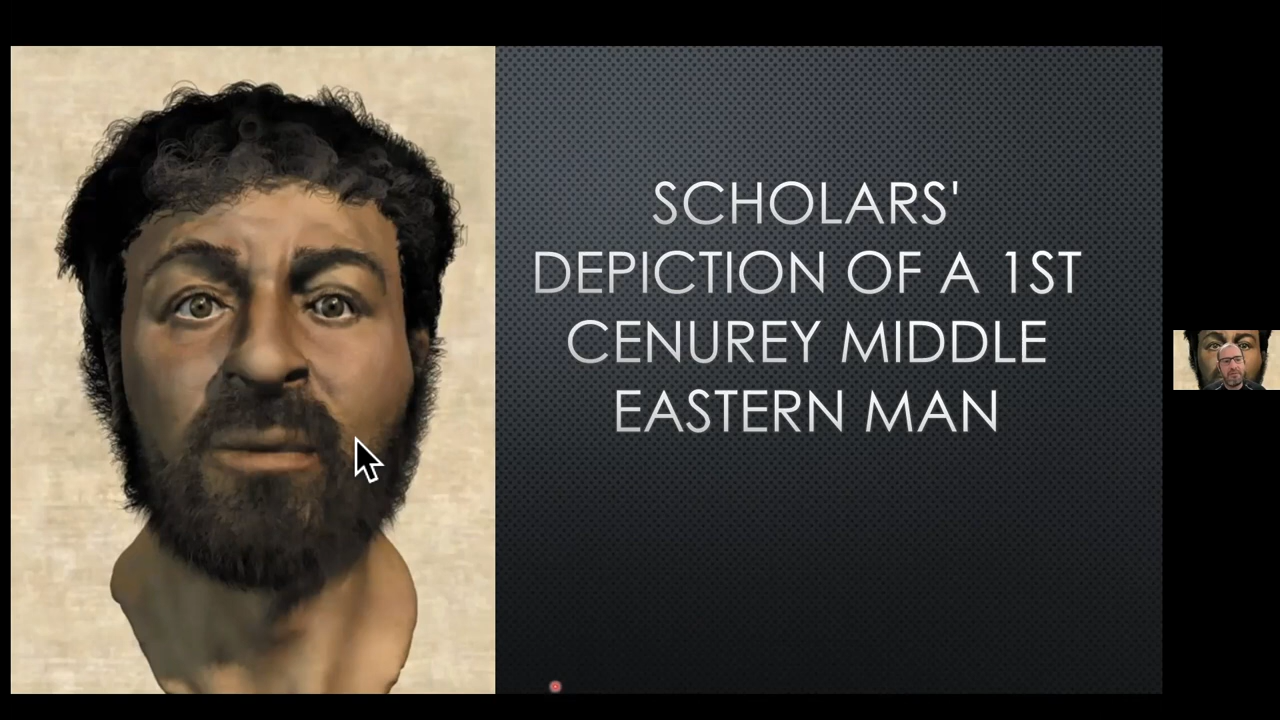 SCHOLARS'
DEPICTION OF A 1ST
CENUREY MIDDLE
EASTERN MAN